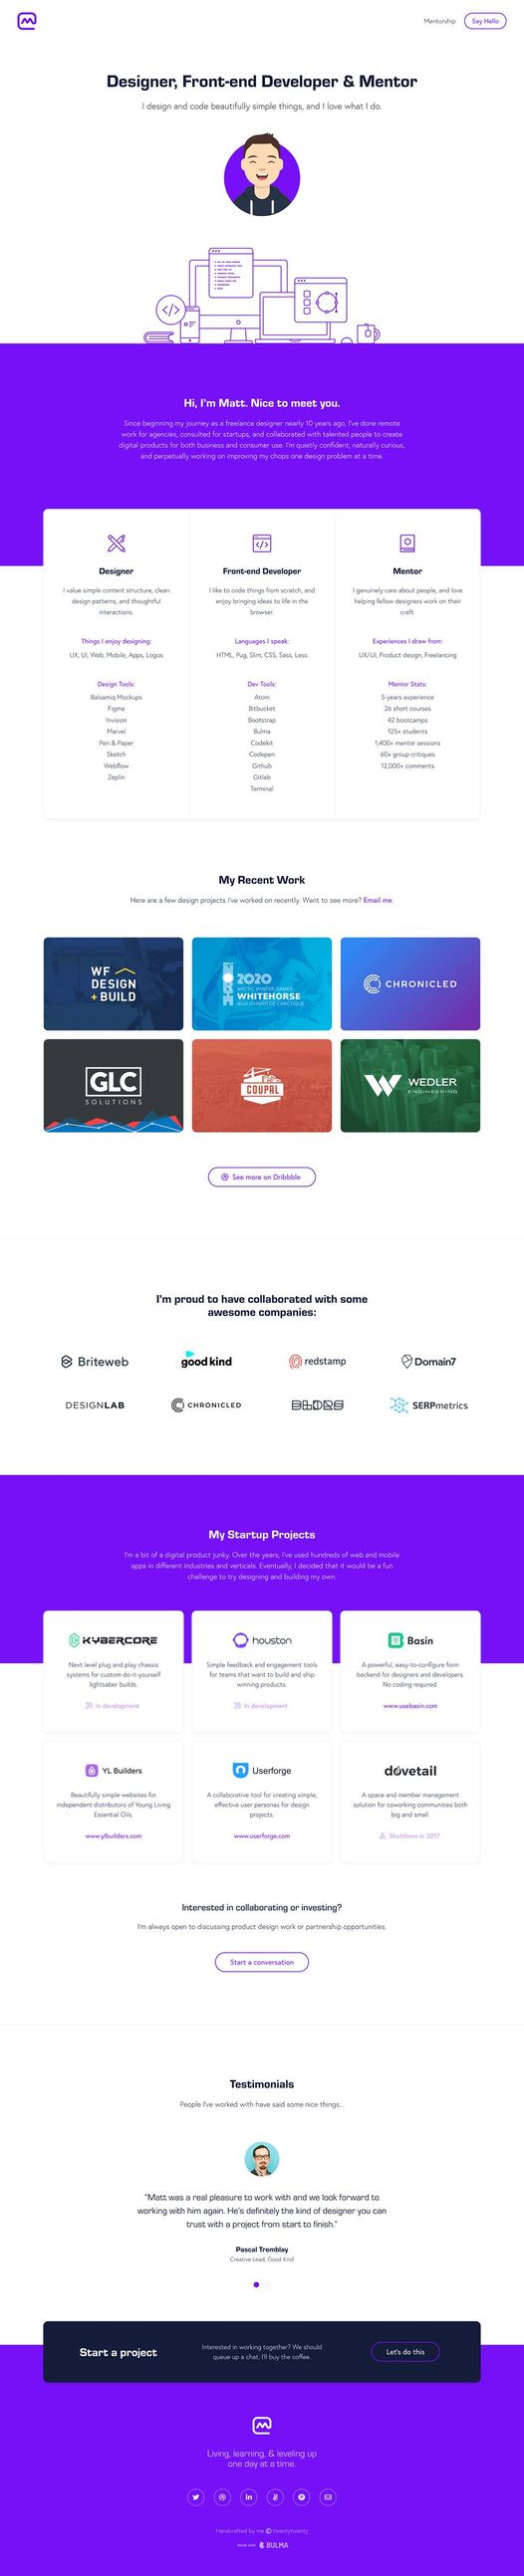 Mentorship
Say Hello
Designer, Front-end Developer & Mentor
I design and code beautifully simple things, and I love what I do.
Hi, I'm Matt. Nice to meet you.
Since beginning my journey as a freelance designer nearly 10 years ago, I've done remote
work for agencies, consulted for startups, and collaborated with talented people to create
digital products for both business and consumer use. I'm quietly confident, naturally curious,
and perpetually working on improving my chops one design problem at a time.
Designer
I value simple content structure, clean
design patterns, and thoughtful
interactions.
Things I enjoy designing:
UX, UI, Web, Mobile, Apps, Logos
Design Tools:
Balsamiq Mockups
Figma
Invision
Marvel
Pen & Paper
Sketch
Webflow
Zeplin
Front-end Developer
I like to code things from scratch, and
enjoy bringing ideas to life in the
browser.
Languages I speak:
HTML, Pug, Slim, CSS, Sass, Less
Dev Tools:
Atom
Bitbucket
Bootstrap
Bulma
Codekit
Codepen
Github
Gitlab
Terminal
Mentor
I genuinely care about people, and love
helping fellow designers work on their
craft.
Experiences I draw from:
UX/UI, Product design, Freelancing
Mentor Stats:
5 years experience
26 short courses
42 bootcamps
125+ students
1,400+ mentor sessions
60+ group critiques
12,000+ comments
My Recent Work
Here are a few design projects I've worked on recently. Want to see more? Email me.
WF
DESIGN
+ BUILD
2020
ARCTIC WINTER GAMES
WHITEHORSE
JEUX D'HIVER DE L'ARCTIQUE
CHRONICLED
GLC
SOLUTIONS
COUPAL
WEDLER
ENGINEERING
See more on Dribbble
I'm proud to have collaborated with some
awesome companies:
Briteweb
good kind
redstamp
Domain7
DESIGNLAB
CHRONICLED
SERPmetrics
My Startup Projects
I'm a bit of a digital product junky. Over the years, I've used hundreds of web and mobile
apps in different industries and verticals. Eventually, I decided that it would be a fun
challenge to try designing and building my own.
KYBERCORE
Next level plug and play chassis
systems for custom do-it-yourself
lightsaber builds.
In development
houston
Simple feedback and engagement tools
for teams that want to build and ship
winning products.
In development
Basin
A powerful, easy-to-configure form
backend for designers and developers.
No coding required.
www.usebasin.com
YL Builders
Beautifully simple websites for
independent distributors of Young Living
Essential Oils.
www.ylbuilders.com
Userforge
A collaborative tool for creating simple,
effective user personas for design
projects.
www.userforge.com
dovetail
A space and member management
solution for coworking communities both
big and small.
Shutdown in 2017
Interested in collaborating or investing?
I'm always open to discussing product design work or partnership opportunities.
Start a conversation
Testimonials
People I've worked with have said some nice things...
“Matt was a real pleasure to work with and we look forward to
working with him again. He's definitely the kind of designer you can
trust with a project from start to finish.”
Pascal Tremblay
Creative Lead, Good Kind
Start a project
Interested in working together? We should
queue up a chat. I'll buy the coffee.
Let's do this
Living, learning, & leveling up
one day at a time.
Handcrafted by me © twentytwenty
Made with BULMA